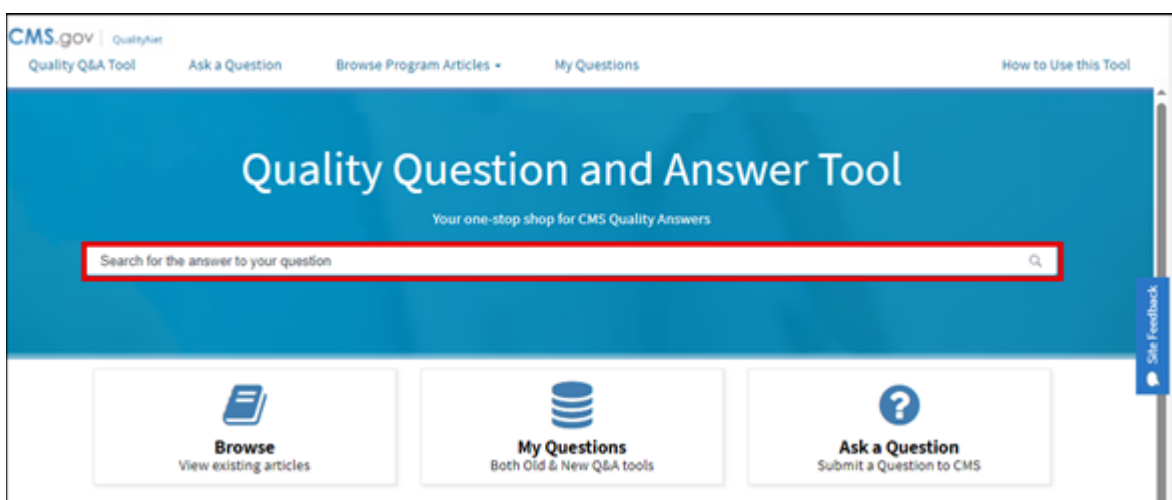 CMS.gov | QualityNet
Quality Q&A Tool Ask a Question Browse Program Articles My Questions How to Use this Tool
Quality Question and Answer Tool
Your one-stop shop for CMS Quality Answers
Search for the answer to your question
Site Feedback
Browse
View existing articles
My Questions
Both Old & New Q&A tools
Ask a Question
Submit a Question to CMS